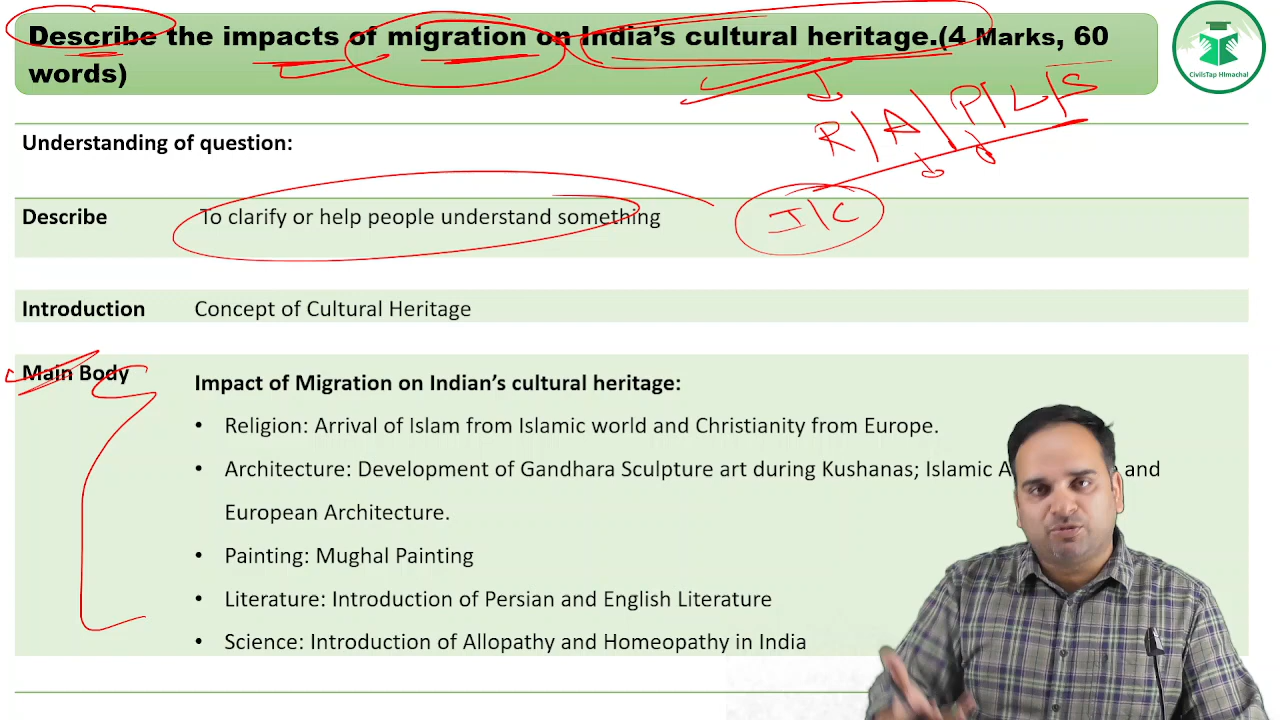 Describe the impacts of migration on India's cultural heritage.(4 Marks, 60
words)
CivilsTap Himachal
R | A | P | L | S
Understanding of question:
Describe To clarify or help people understand something
I | C
Introduction Concept of Cultural Heritage
Main Body
Impact of Migration on Indian's cultural heritage:
• Religion: Arrival of Islam from Islamic world and Christianity from Europe.
• Architecture: Development of Gandhara Sculpture art during Kushanas; Islamic and
European Architecture.
• Painting: Mughal Painting
• Literature: Introduction of Persian and English Literature
• Science: Introduction of Allopathy and Homeopathy in India